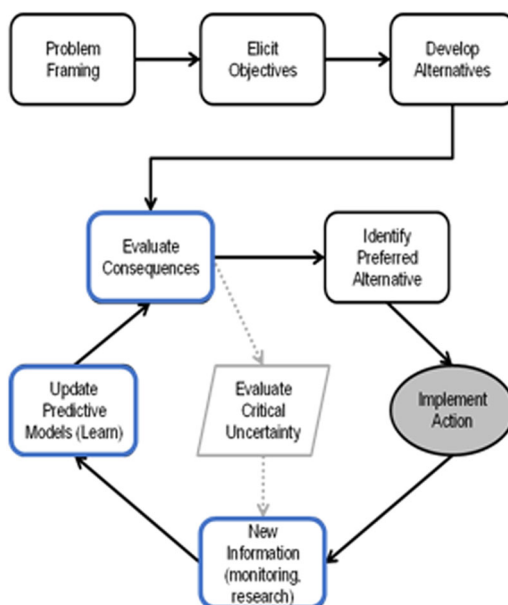 Problem
Framing
Elicit
Objectives
Develop
Alternatives
Evaluate
Consequences
Identify
Preferred
Alternative
Update
Predictive
Models (Learn)
Evaluate
Critical
Uncertainty
Implement
Action
New
Information
(monitoring,
research)